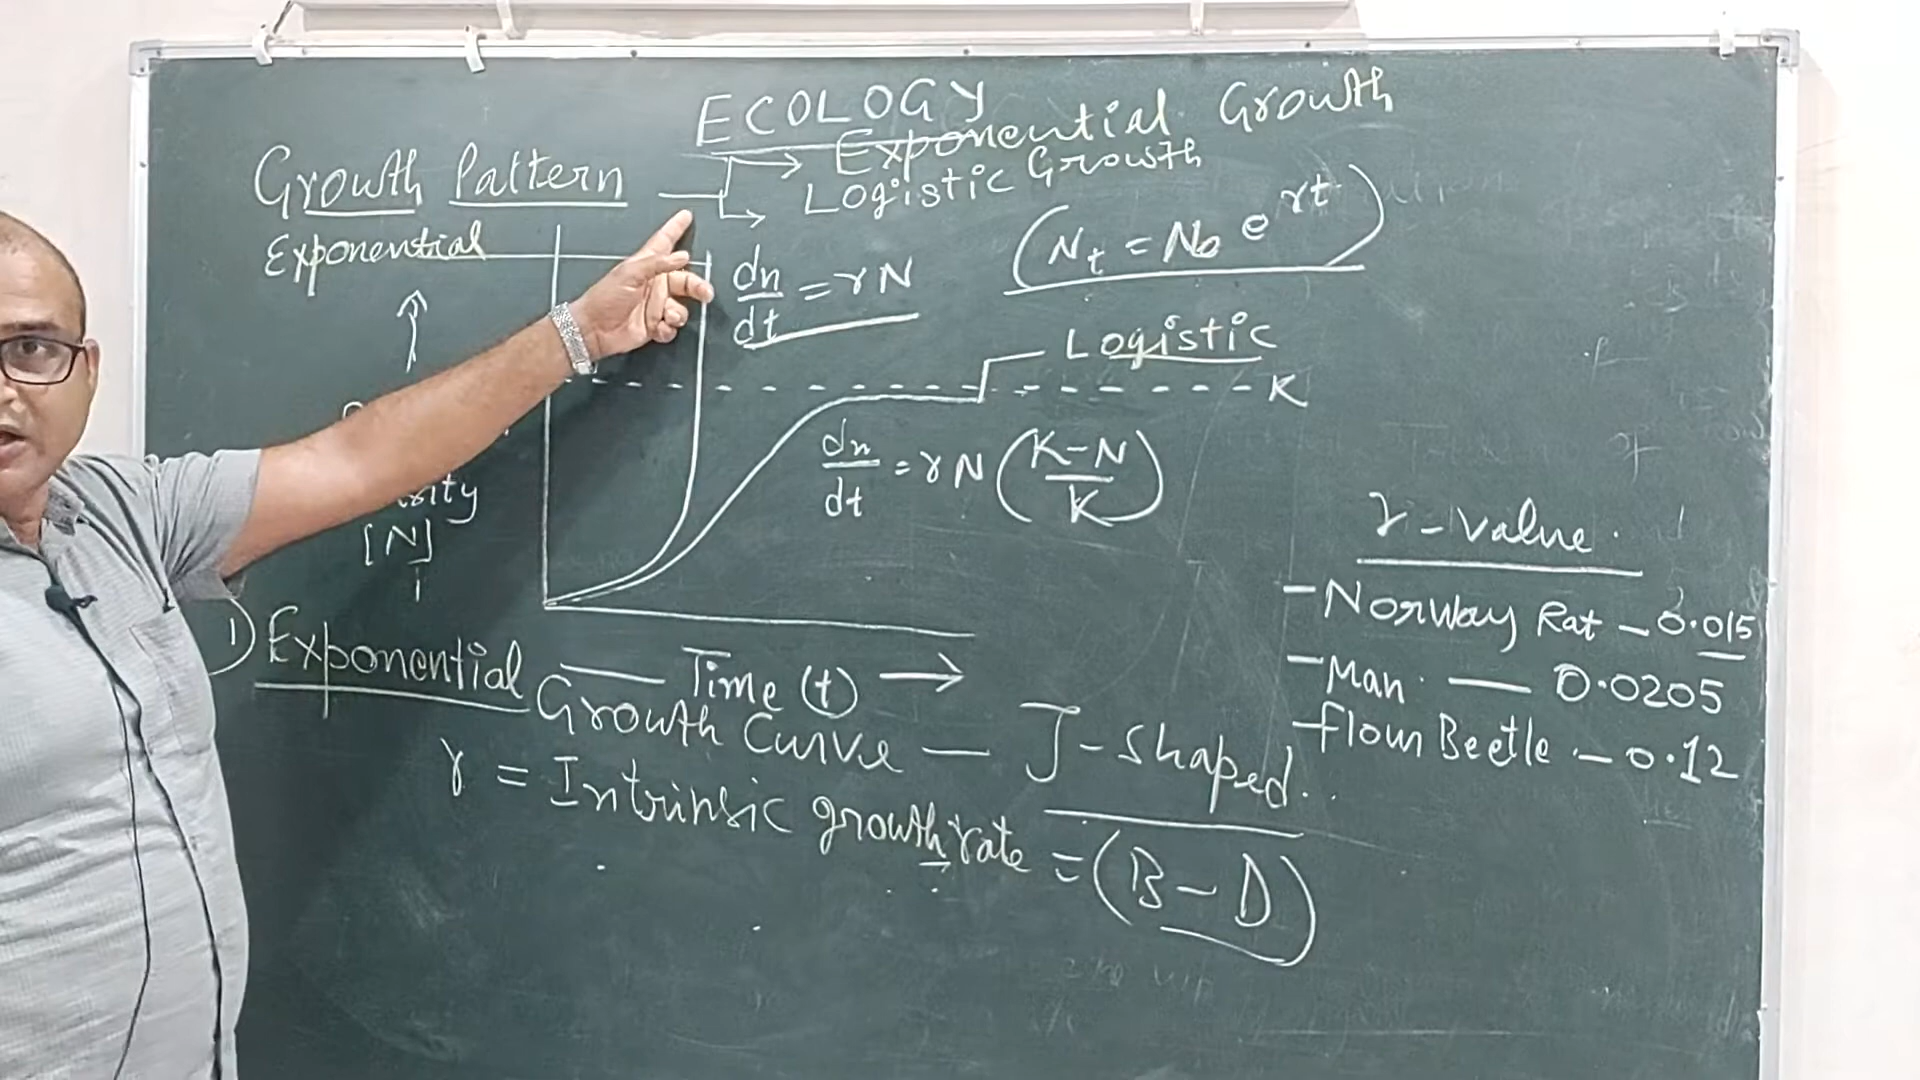 ECOLOGY
Growth Pattern → Exponential Growth
→ Logistic Growth
Exponential
dn/dt = rN
(Nt = N0 e^rt)
Logistic
K
dn/dt = rN (K-N/K)
[N]
Time (t) →
r - value
- Norway Rat - 0.015
- Man - 0.0205
- Flour Beetle - 0.12
1) Exponential Growth Curve - J-shaped
r = Intrinsic growth rate = (B - D)